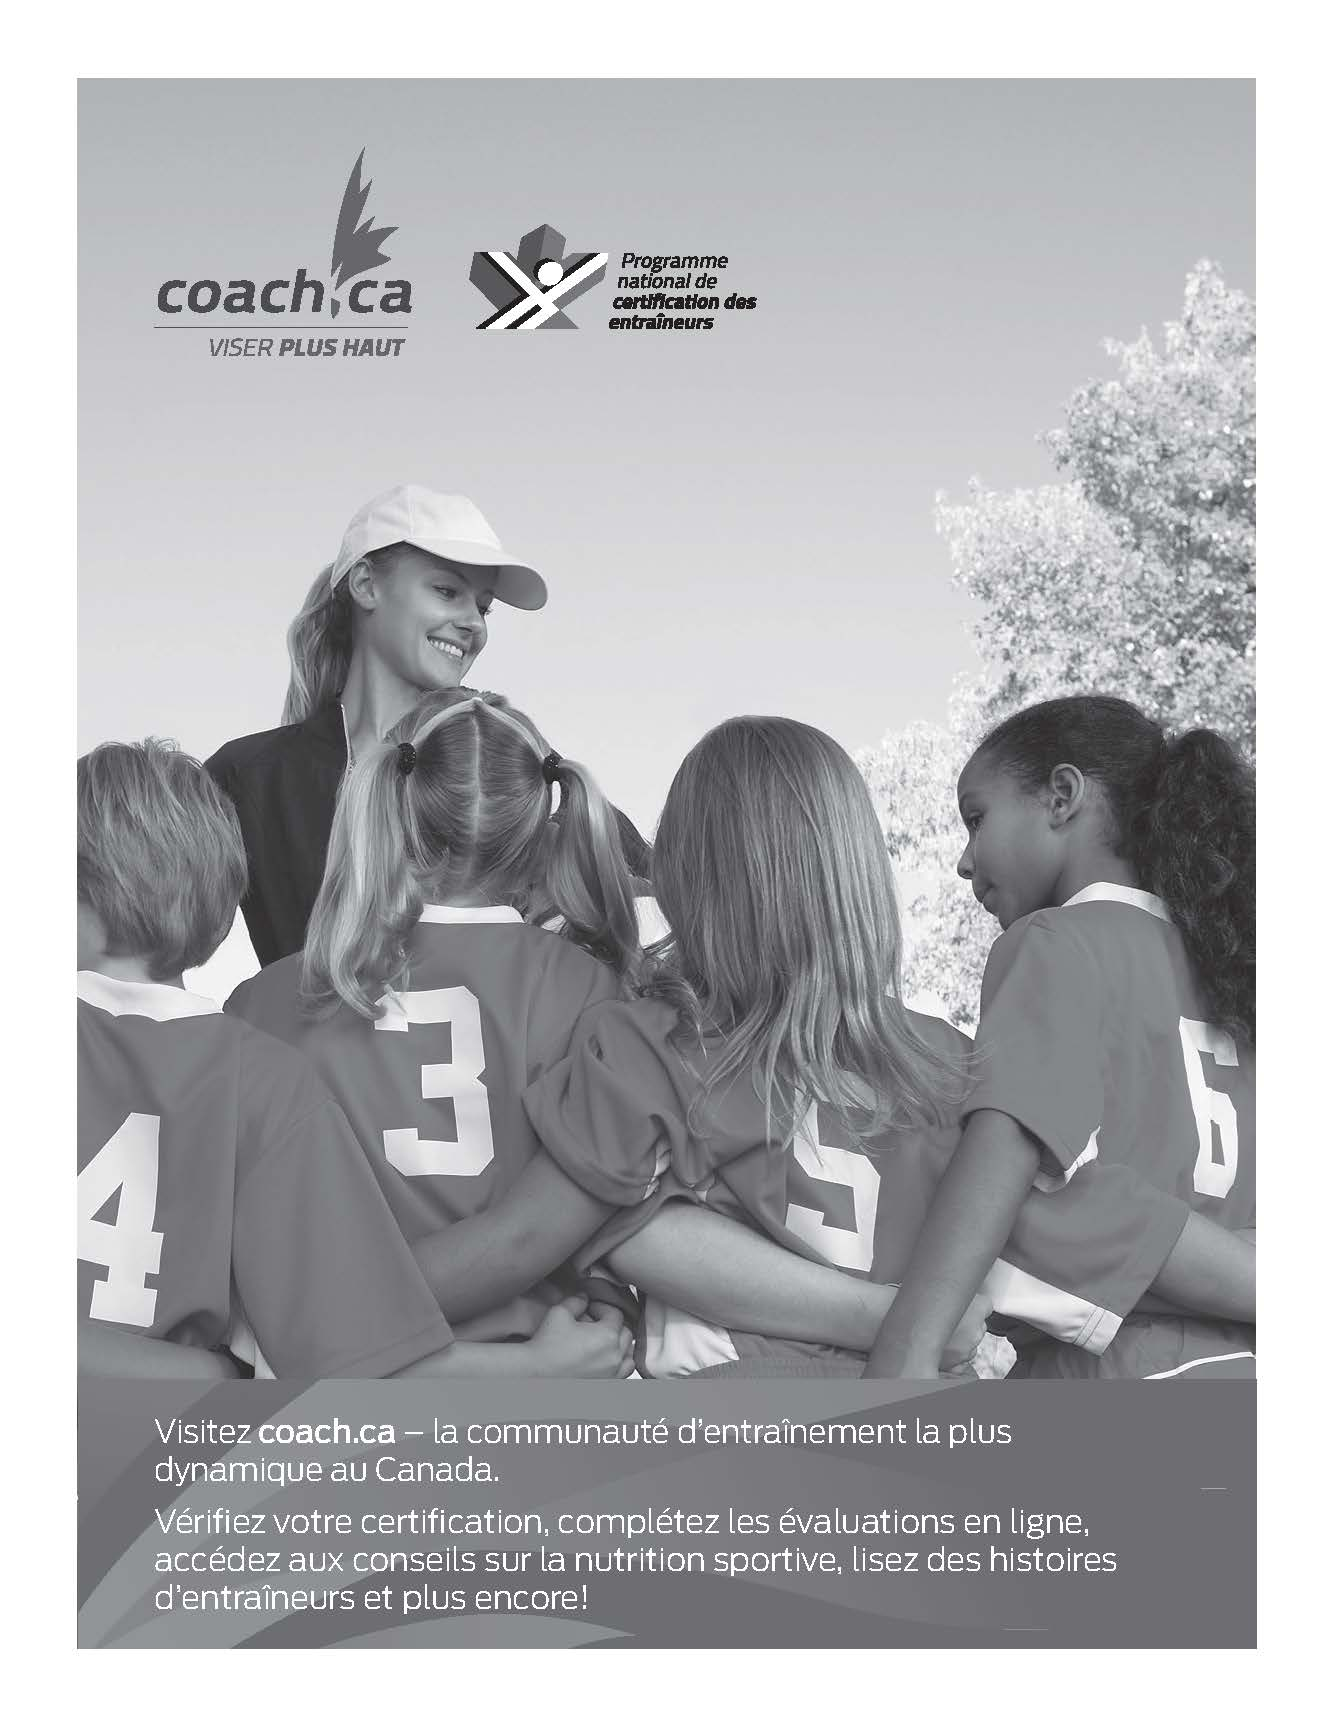 coach.ca
VISER PLUS HAUT
Programme
national de
certification des
entraîneurs
4
3
5
6
Visitez coach.ca – la communauté d'entraînement la plus
dynamique au Canada.
Vérifiez votre certification, complétez les évaluations en ligne,
accédez aux conseils sur la nutrition sportive, lisez des histoires
d'entraîneurs et plus encore!